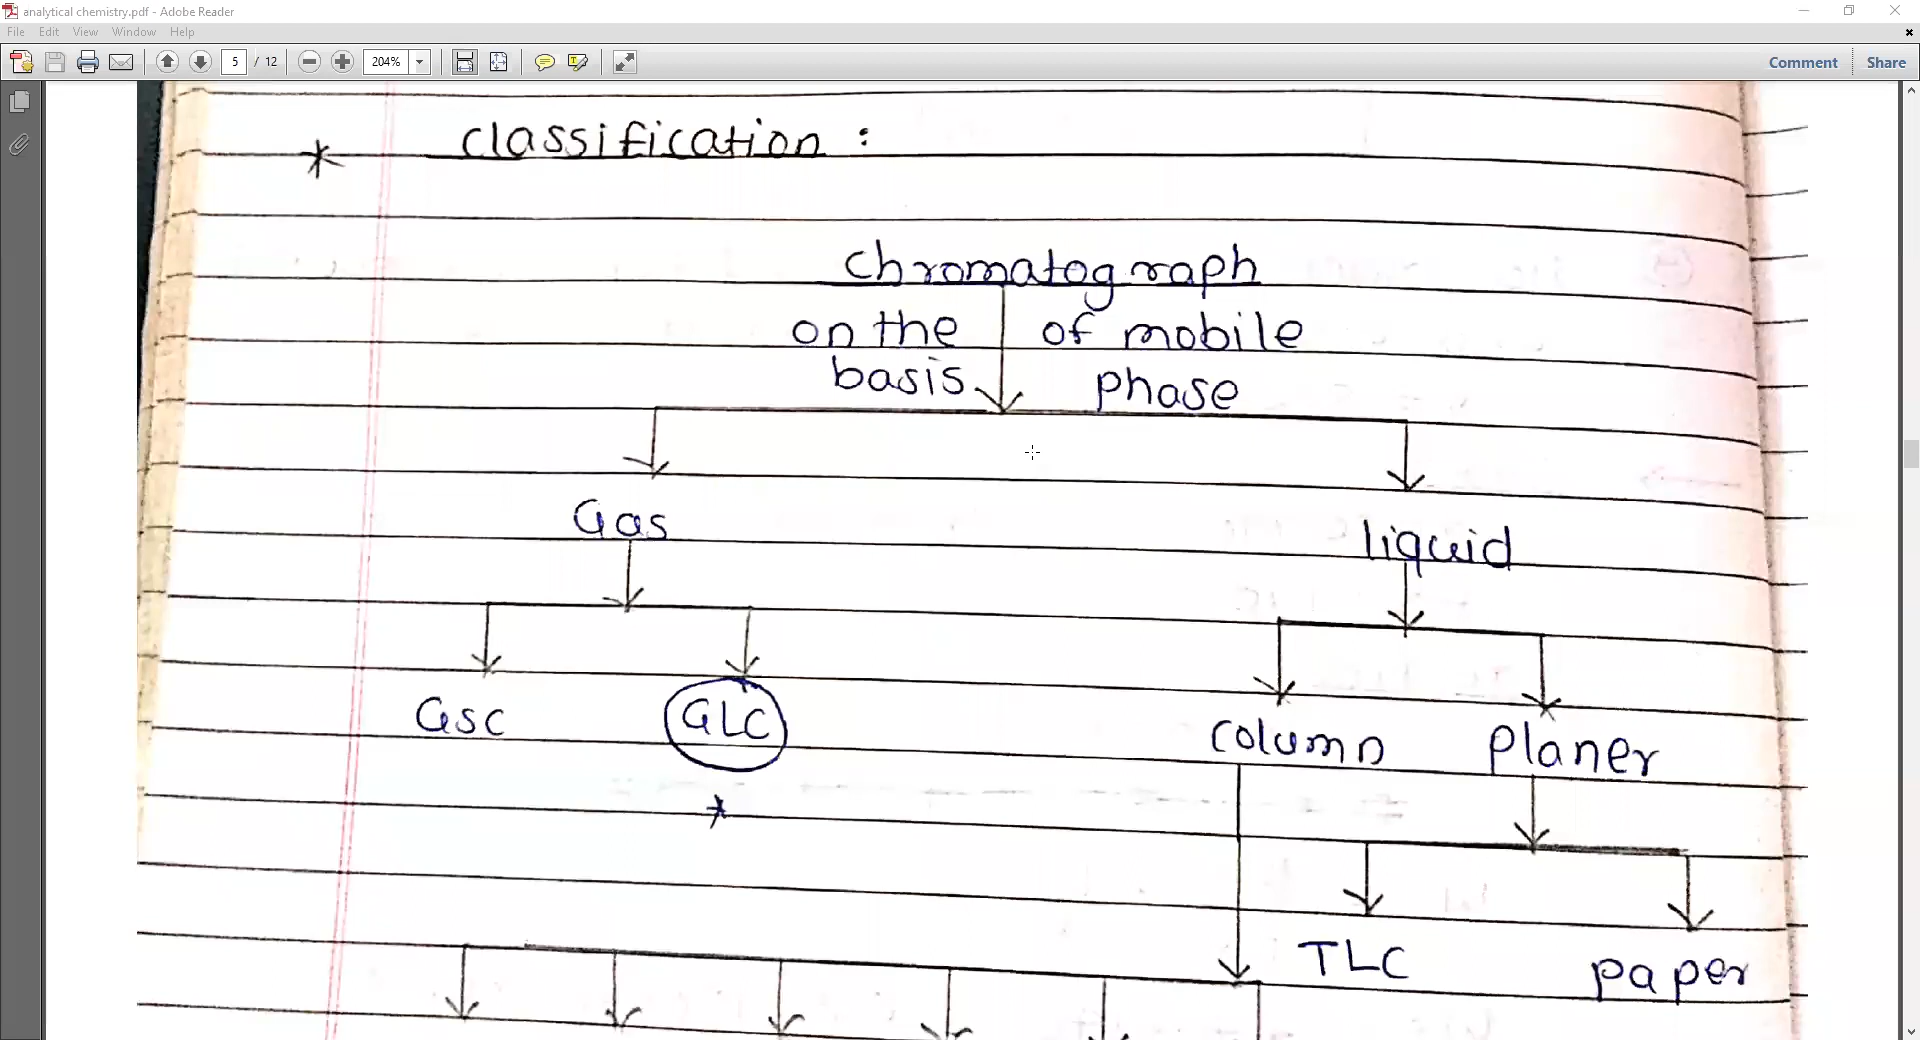 analytical chemistry.pdf - Adobe Reader
File Edit View Window Help
5 / 12 204% Comment Share
* classification :
chromatograph
on the of mobile
basis phase
Gas liquid
GSC GLC column planer
*
TLC paper